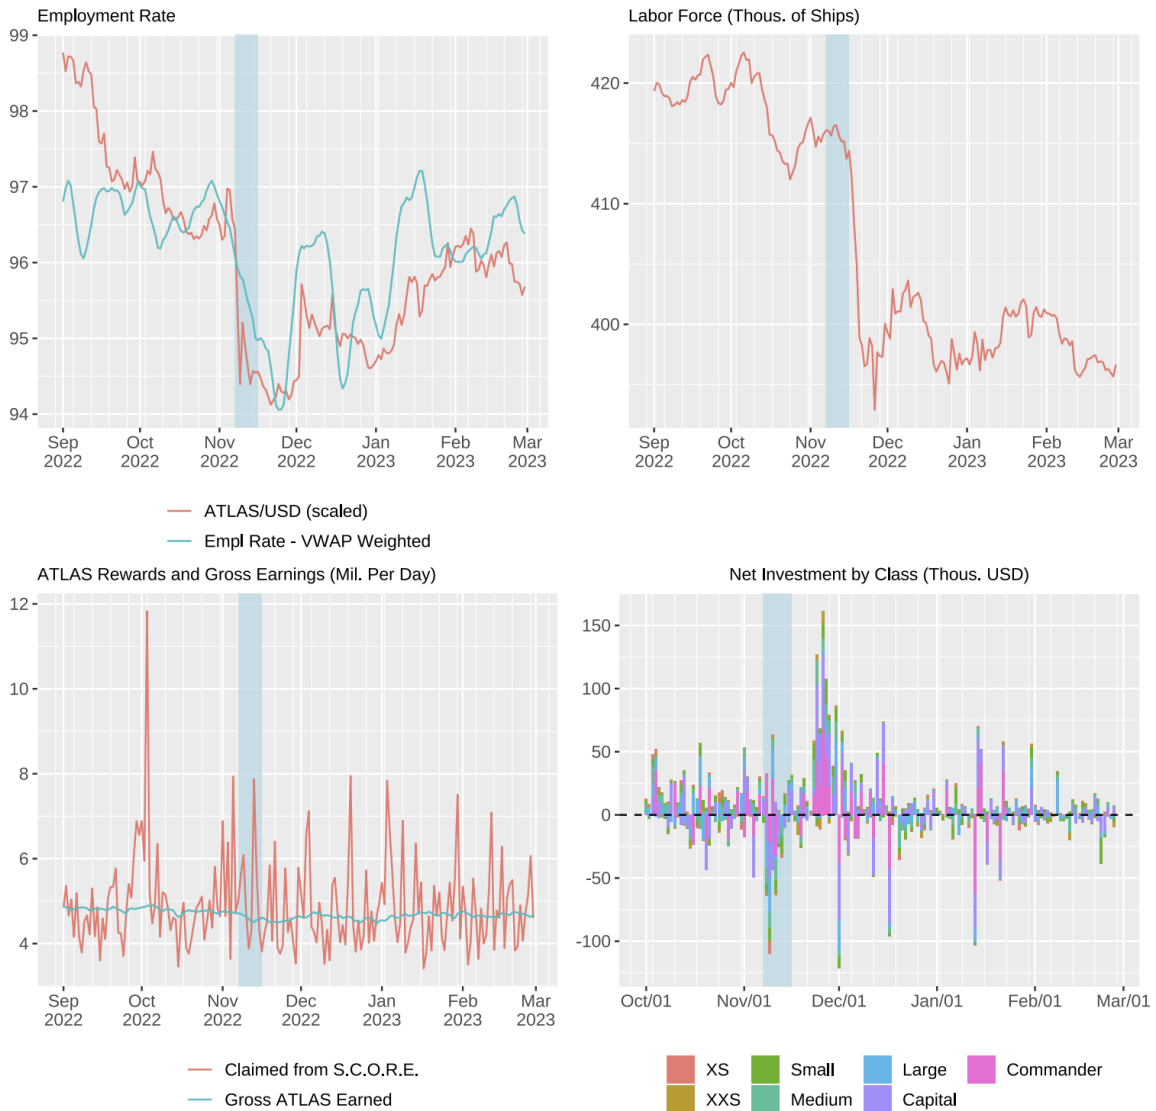 Employment Rate
99
98
97
96
95
94
Sep Oct Nov Dec Jan Feb Mar
2022 2022 2022 2022 2023 2023 2023
ATLAS/USD (scaled)
Empl Rate - VWAP Weighted
Labor Force (Thous. of Ships)
420
410
400
Sep Oct Nov Dec Jan Feb Mar
2022 2022 2022 2022 2023 2023 2023
ATLAS Rewards and Gross Earnings (Mil. Per Day)
12
10
8
6
4
Sep Oct Nov Dec Jan Feb Mar
2022 2022 2022 2022 2023 2023 2023
Claimed from S.C.O.R.E.
Gross ATLAS Earned
Net Investment by Class (Thous. USD)
150
100
50
0
-50
-100
Oct/01 Nov/01 Dec/01 Jan/01 Feb/01 Mar/01
XS Small Large Commander
XXS Medium Capital